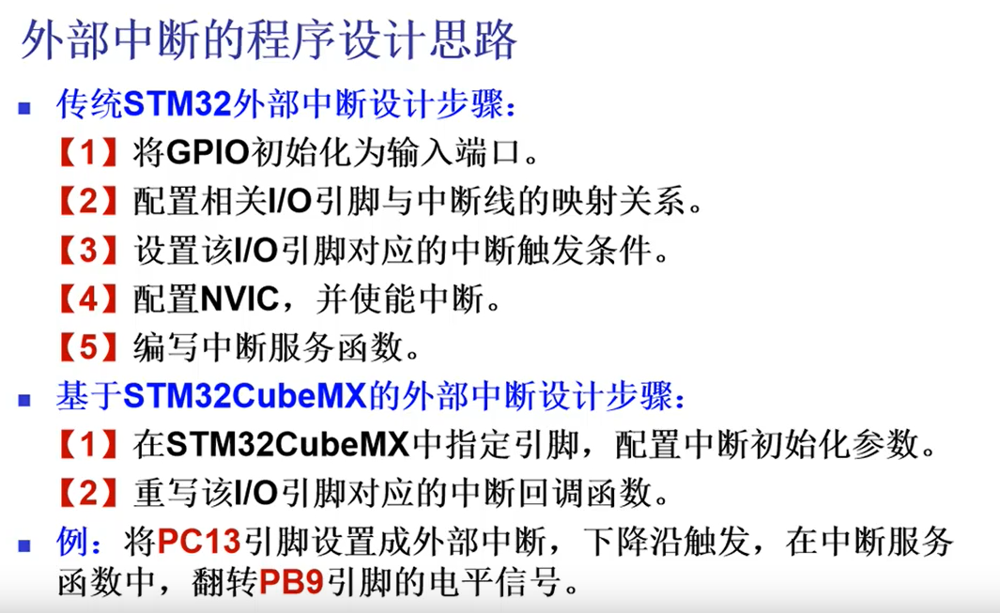 外部中断的程序设计思路
传统STM32外部中断设计步骤：
【1】将GPIO初始化为输入端口。
【2】配置相关I/O引脚与中断线的映射关系。
【3】设置该I/O引脚对应的中断触发条件。
【4】配置NVIC，并使能中断。
【5】编写中断服务函数。
基于STM32CubeMX的外部中断设计步骤：
【1】在STM32CubeMX中指定引脚，配置中断初始化参数。
【2】重写该I/O引脚对应的中断回调函数。
例：将PC13引脚设置成外部中断，下降沿触发，在中断服务
函数中，翻转PB9引脚的电平信号。